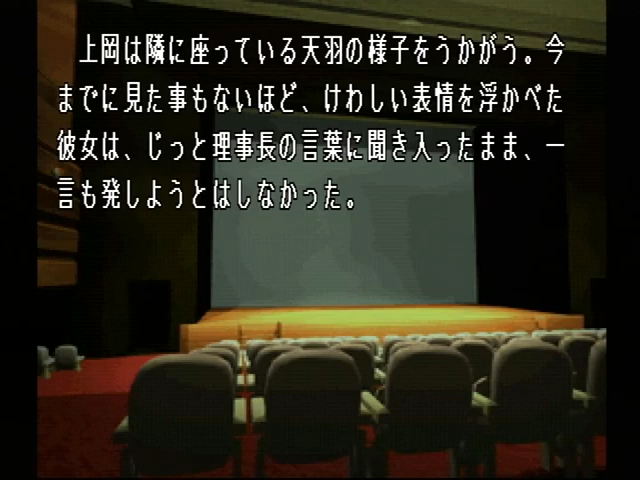 上岡は隣に座っている天羽の様子をうかがう。今
までに見た事もないほど、けわしい表情を浮かべた
彼女は、じっと理事長の言葉に聞き入ったまま、一
言も発しようとはしなかった。